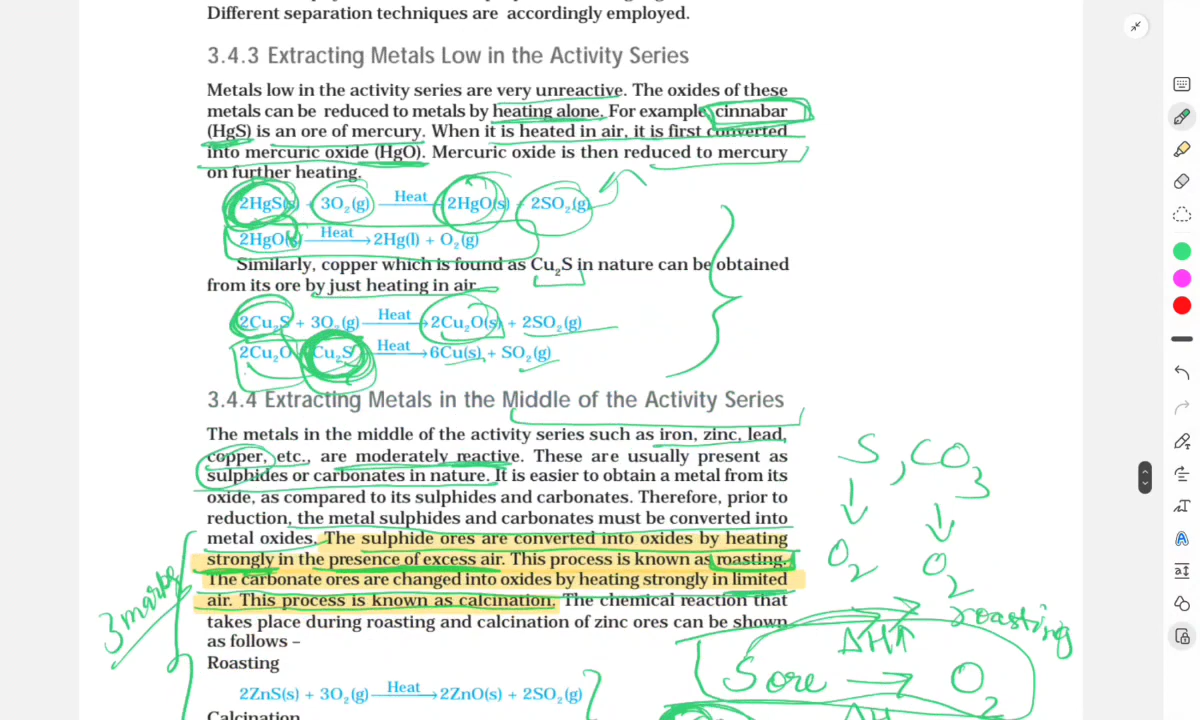 Different separation techniques are accordingly employed.
3.4.3 Extracting Metals Low in the Activity Series
Metals low in the activity series are very unreactive. The oxides of these
metals can be reduced to metals by heating alone. For example, cinnabar
(HgS) is an ore of mercury. When it is heated in air, it is first converted
into mercuric oxide (HgO). Mercuric oxide is then reduced to mercury
on further heating.
2HgS(s) + 3O₂(g) Heat → 2HgO(s) + 2SO₂(g)
2HgO(s) Heat → 2Hg(l) + O₂(g)
Similarly, copper which is found as Cu₂S in nature can be obtained
from its ore by just heating in air.
2Cu₂S + 3O₂(g) Heat → 2Cu₂O(s) + 2SO₂(g)
2Cu₂O + Cu₂S Heat → 6Cu(s) + SO₂(g)
3.4.4 Extracting Metals in the Middle of the Activity Series
The metals in the middle of the activity series such as iron, zinc, lead,
copper, etc., are moderately reactive. These are usually present as
sulphides or carbonates in nature. It is easier to obtain a metal from its
oxide, as compared to its sulphides and carbonates. Therefore, prior to
reduction, the metal sulphides and carbonates must be converted into
metal oxides. The sulphide ores are converted into oxides by heating
strongly in the presence of excess air. This process is known as roasting.
The carbonate ores are changed into oxides by heating strongly in limited
air. This process is known as calcination. The chemical reaction that
takes place during roasting and calcination of zinc ores can be shown
as follows –
Roasting
2ZnS(s) + 3O₂(g) Heat → 2ZnO(s) + 2SO₂(g)
Calcination
3 marks
S , CO₃
↓ ↓
O₂ O₂
roasting
ΔH↑
S ore → O₂
ΔH